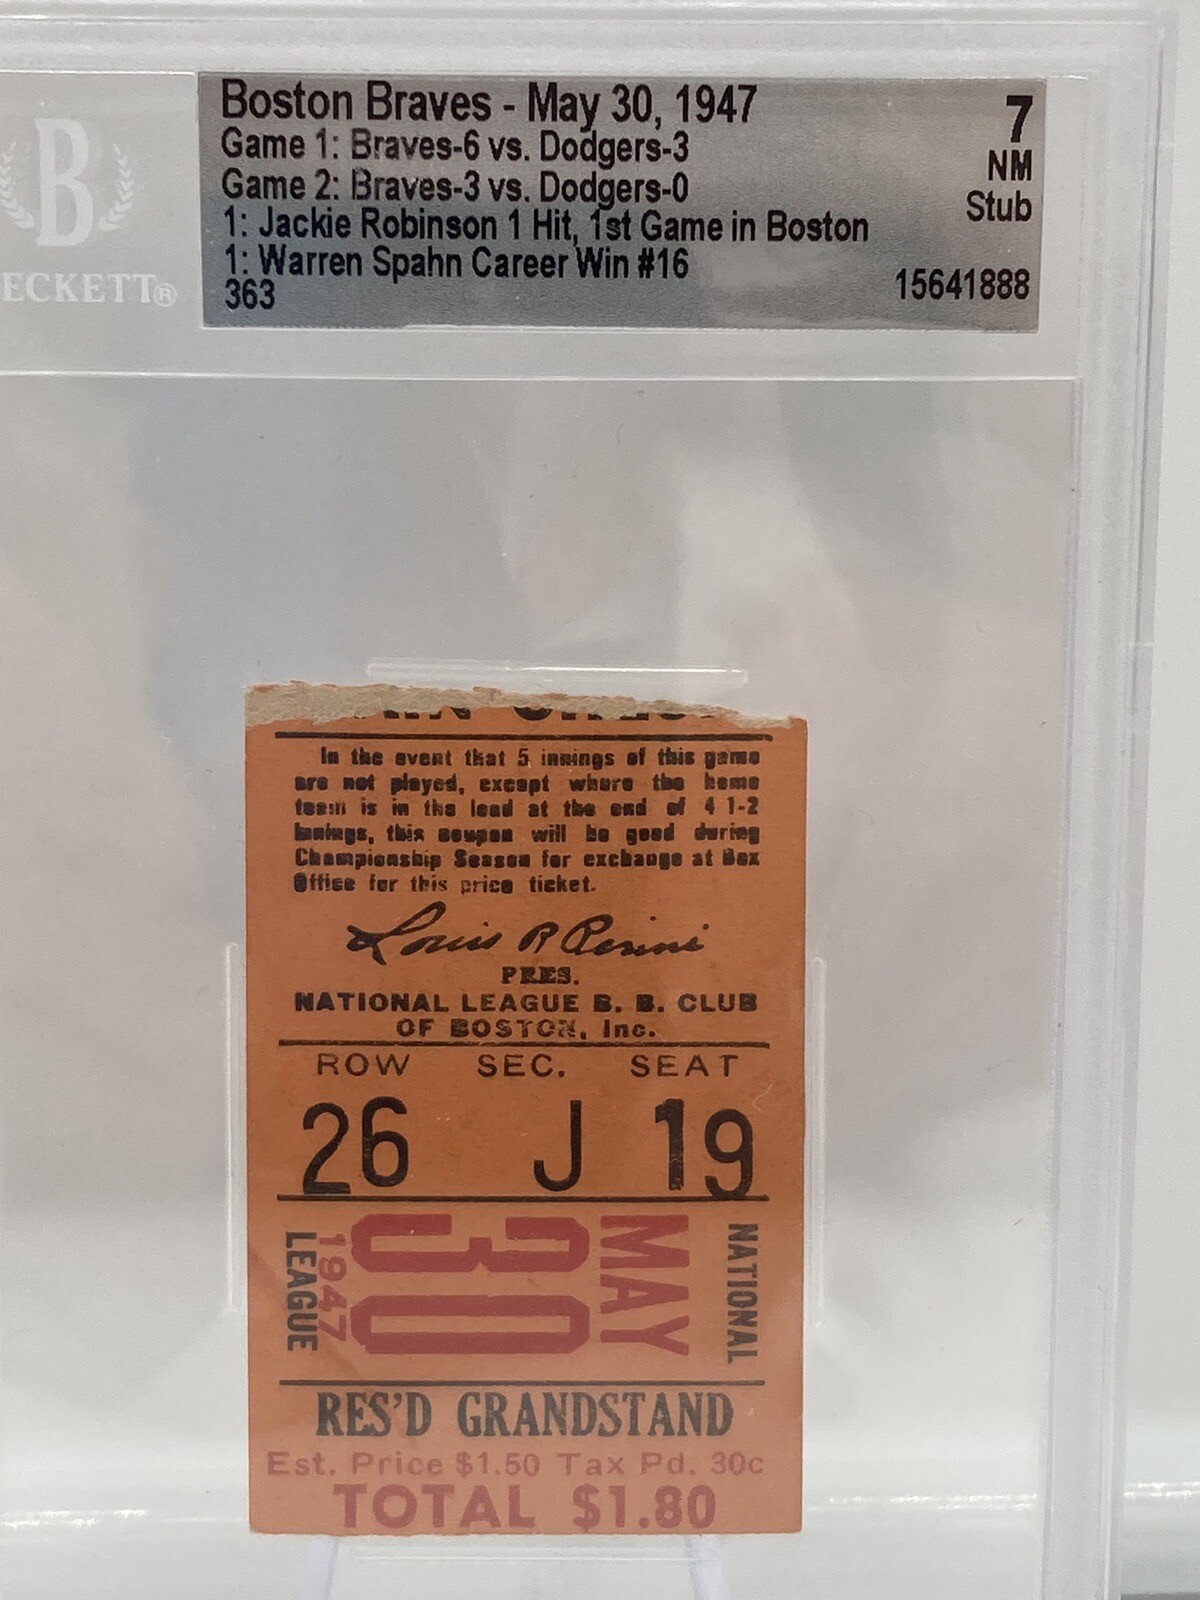 Boston Braves - May 30, 1947
7
Game 1: Braves-6 vs. Dodgers-3
NM
Game 2: Braves-3 vs. Dodgers-0
Stub
1: Jackie Robinson 1 Hit, 1st Game in Boston
1: Warren Spahn Career Win #16
363
15641888
B
ECKETT®
In the event that 5 innings of this game
are not played, except where the home
team is in the lead at the end of 4 1-2
innings, this coupon will be good during
Championship Season for exchange at Box
Office for this price ticket.
Louis R Perini
PRES.
NATIONAL LEAGUE B. B. CLUB
OF BOSTON, Inc.
ROW SEC. SEAT
26 J 19
NATIONAL
MAY
30
1947
LEAGUE
RES'D GRANDSTAND
Est. Price $1.50 Tax Pd. 30c
TOTAL $1.80